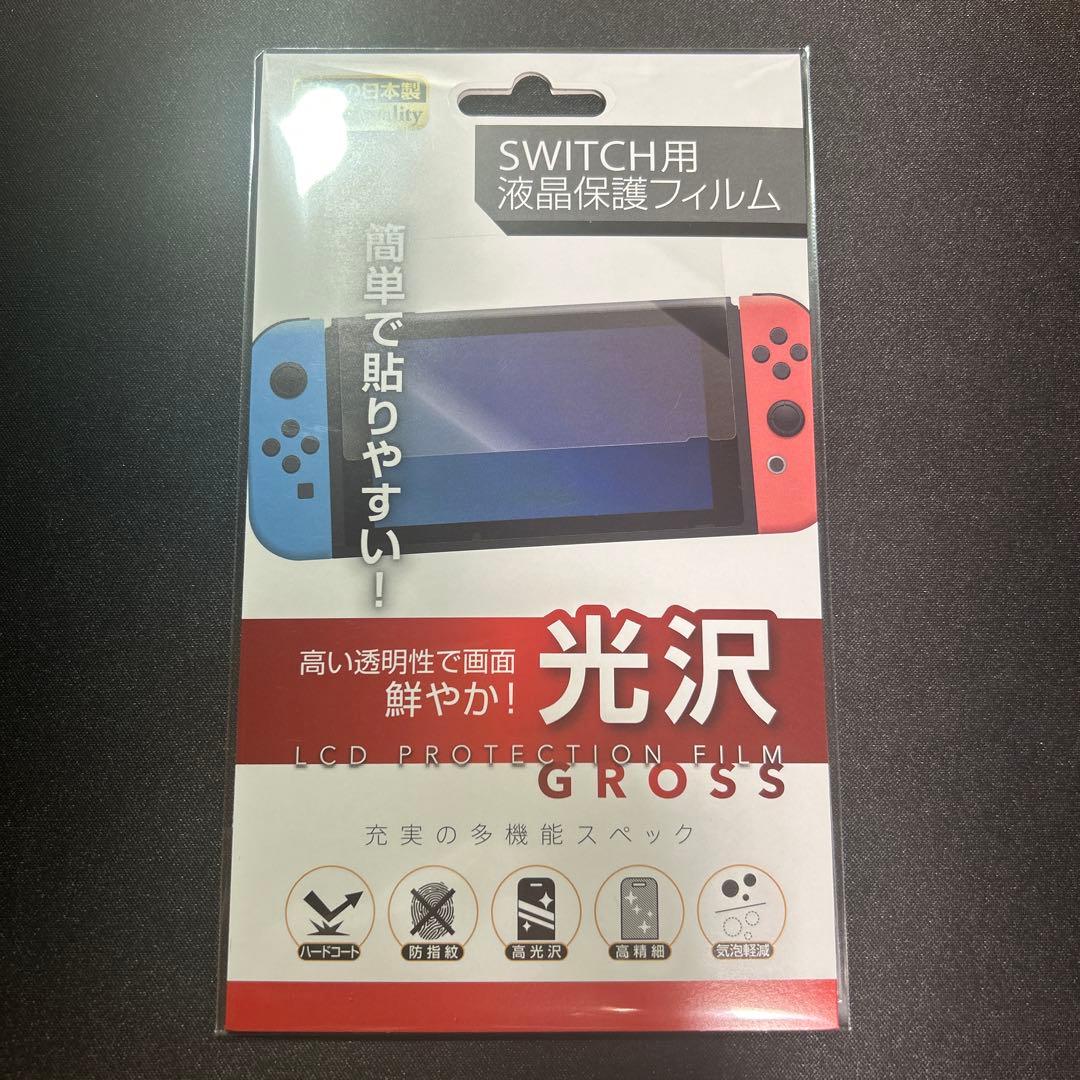 の日本製
SWITCH用
液晶保護フィルム
簡単で貼りやすい!
高い透明性で画面
鮮やか!
光沢
LCD PROTECTION FILM
GROSS
充実の多機能スペック
ハードコート
防指紋
高光沢
高精細
気泡軽減